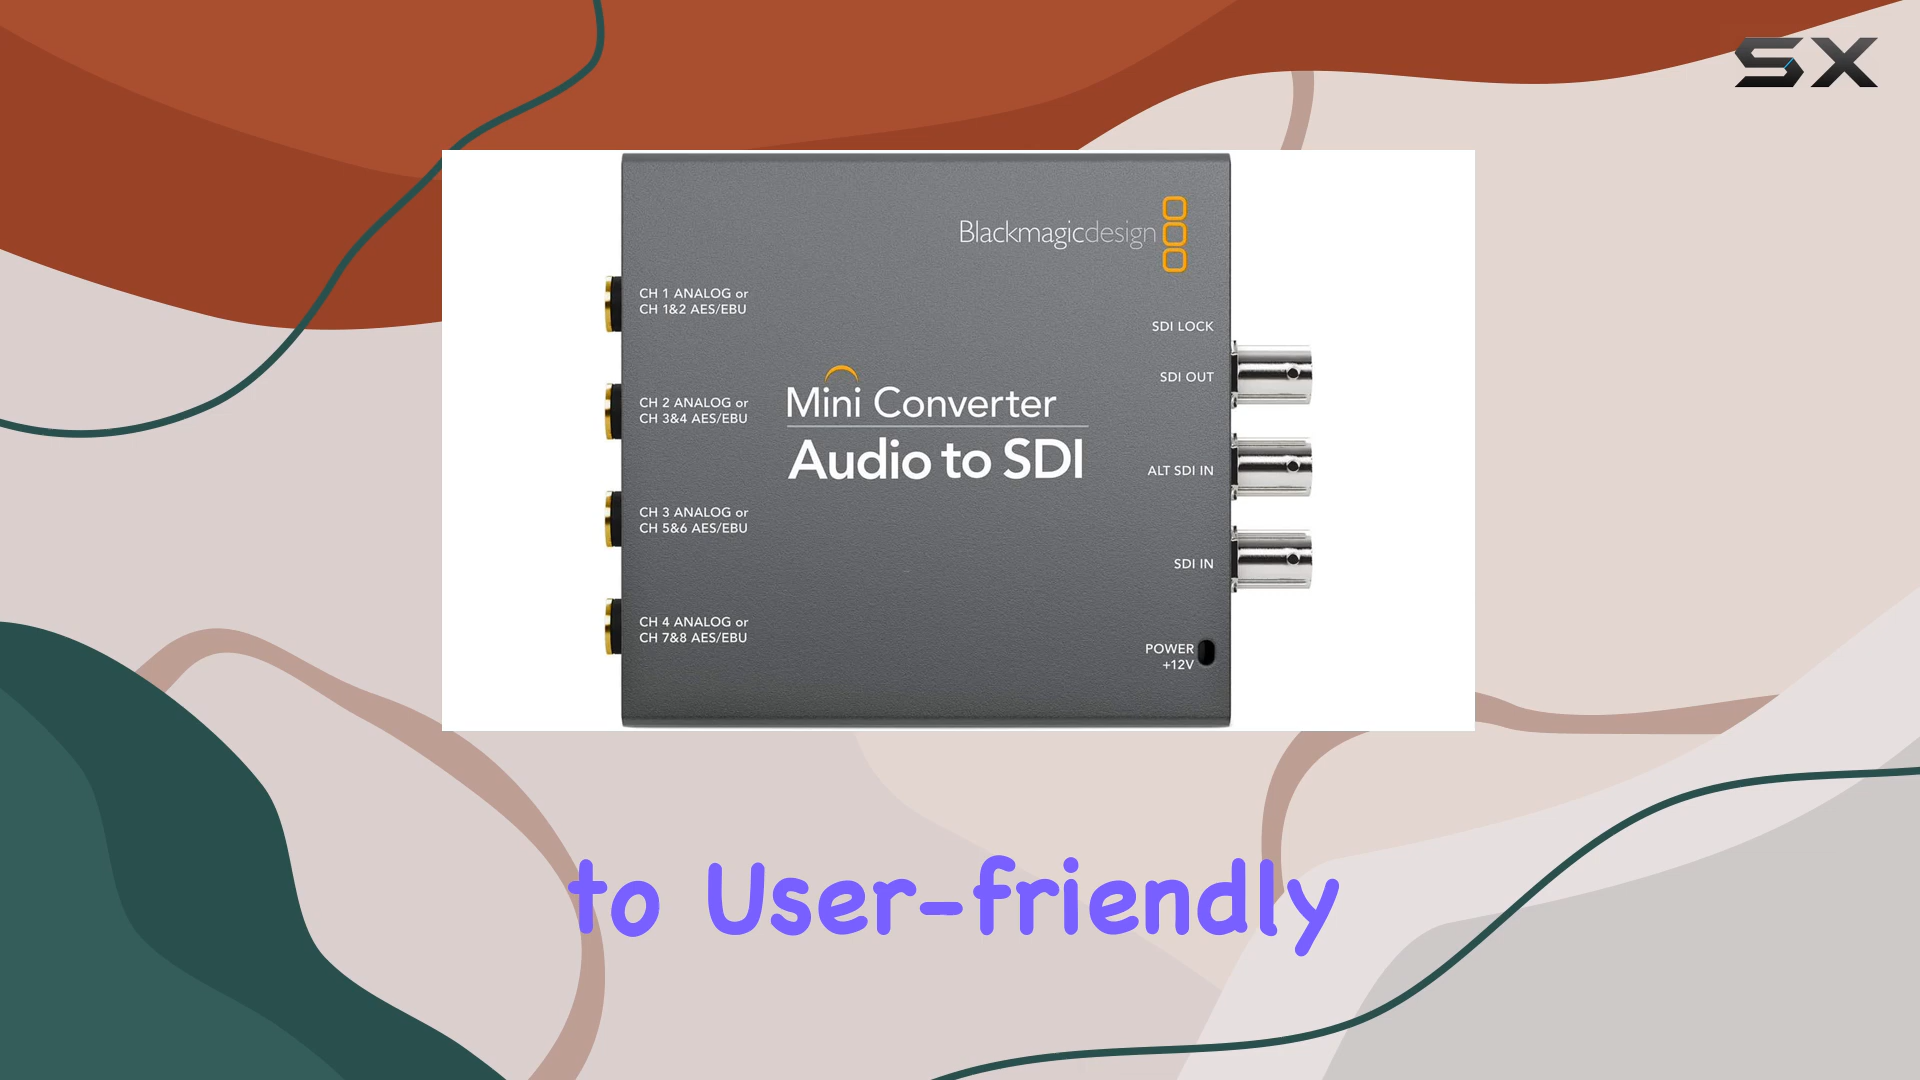 SX
Blackmagicdesign
CH 1 ANALOG or
CH 1&2 AES/EBU
SDI LOCK
SDI OUT
CH 2 ANALOG or
CH 3&4 AES/EBU
Mini Converter
Audio to SDI
ALT SDI IN
CH 3 ANALOG or
CH 5&6 AES/EBU
SDI IN
CH 4 ANALOG or
CH 7&8 AES/EBU
POWER
+12V
to User-friendly